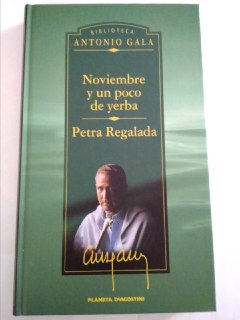 BIBLIOTECA
ANTONIO GALA
Noviembre
y un poco
de yerba
Petra Regalada
PLANETA DEAGOSTINI